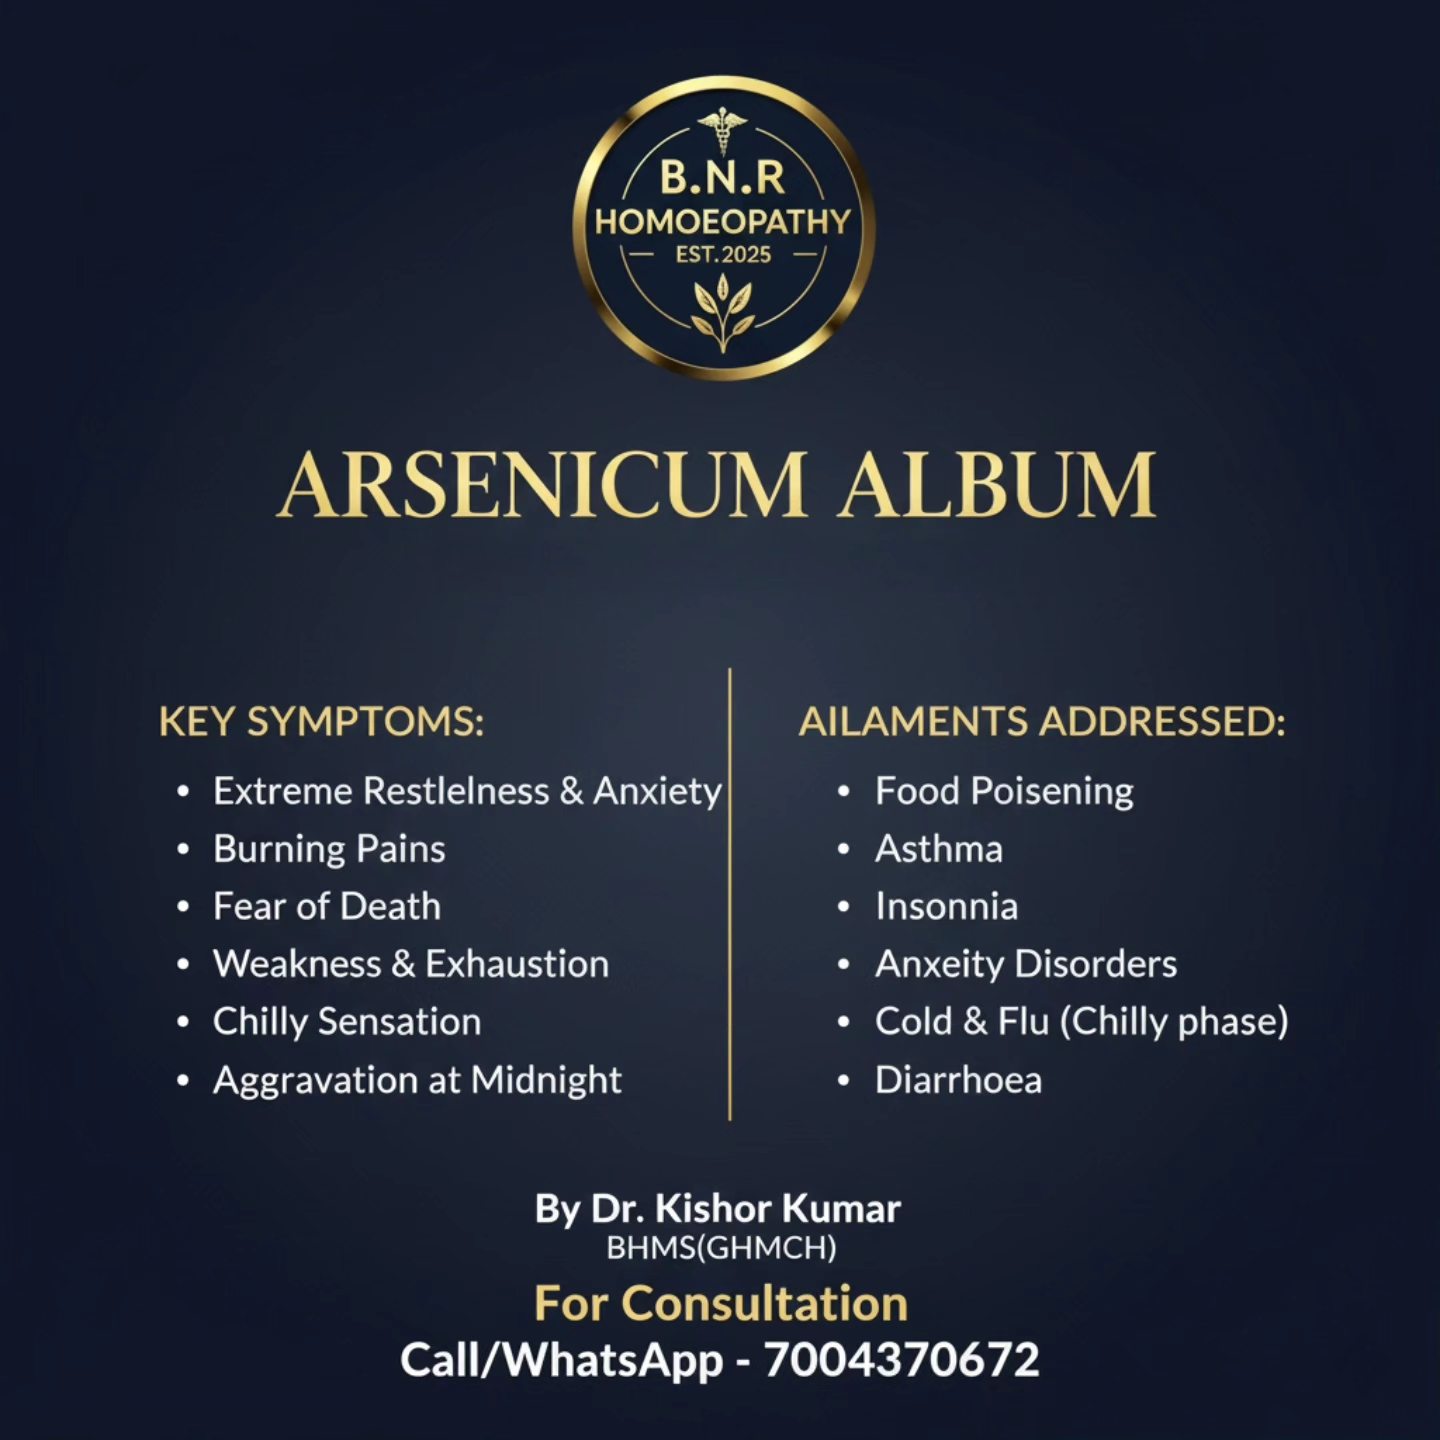 B.N.R
HOMOEOPATHY
EST.2025
ARSENICUM ALBUM
KEY SYMPTOMS:
• Extreme Restlelness & Anxiety
• Burning Pains
• Fear of Death
• Weakness & Exhaustion
• Chilly Sensation
• Aggravation at Midnight
AILAMENTS ADDRESSED:
• Food Poisening
• Asthma
• Insonnia
• Anxeity Disorders
• Cold & Flu (Chilly phase)
• Diarrhoea
By Dr. Kishor Kumar
BHMS(GHMCH)
For Consultation
Call/WhatsApp - 7004370672